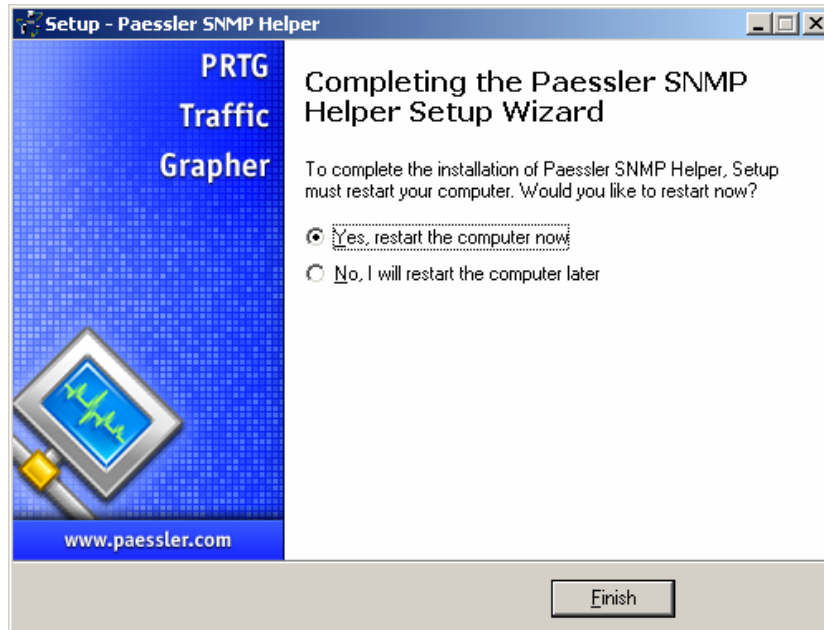 Setup - Paessler SNMP Helper
PRTG
Traffic
Grapher
Completing the Paessler SNMP
Helper Setup Wizard
To complete the installation of Paessler SNMP Helper, Setup
must restart your computer. Would you like to restart now?
Yes, restart the computer now
No, I will restart the computer later
www.paessler.com
Finish